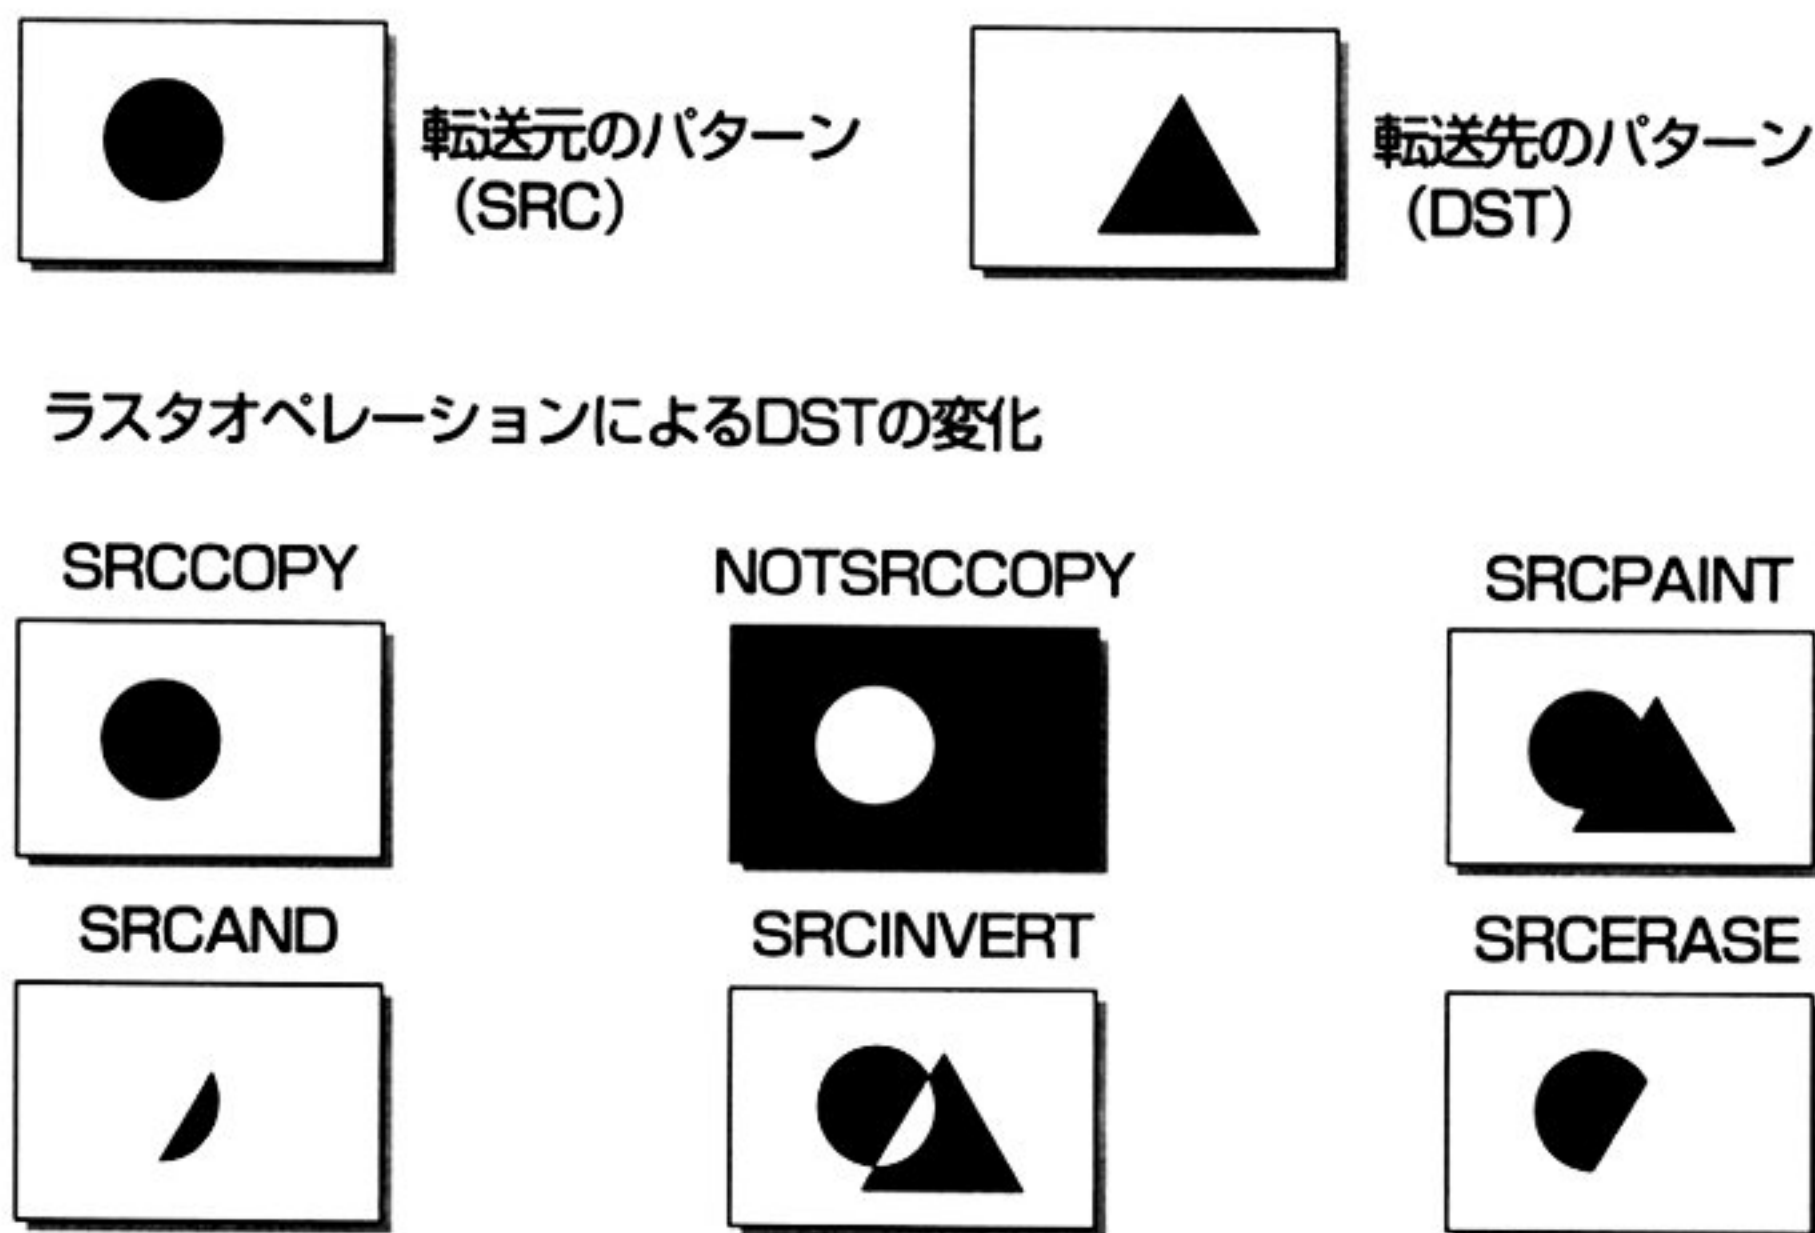 転送元のパターン
（SRC）
転送先のパターン
（DST）
ラスタオペレーションによるDSTの変化
SRCCOPY
NOTSRCCOPY
SRCPAINT
SRCAND
SRCINVERT
SRCERASE